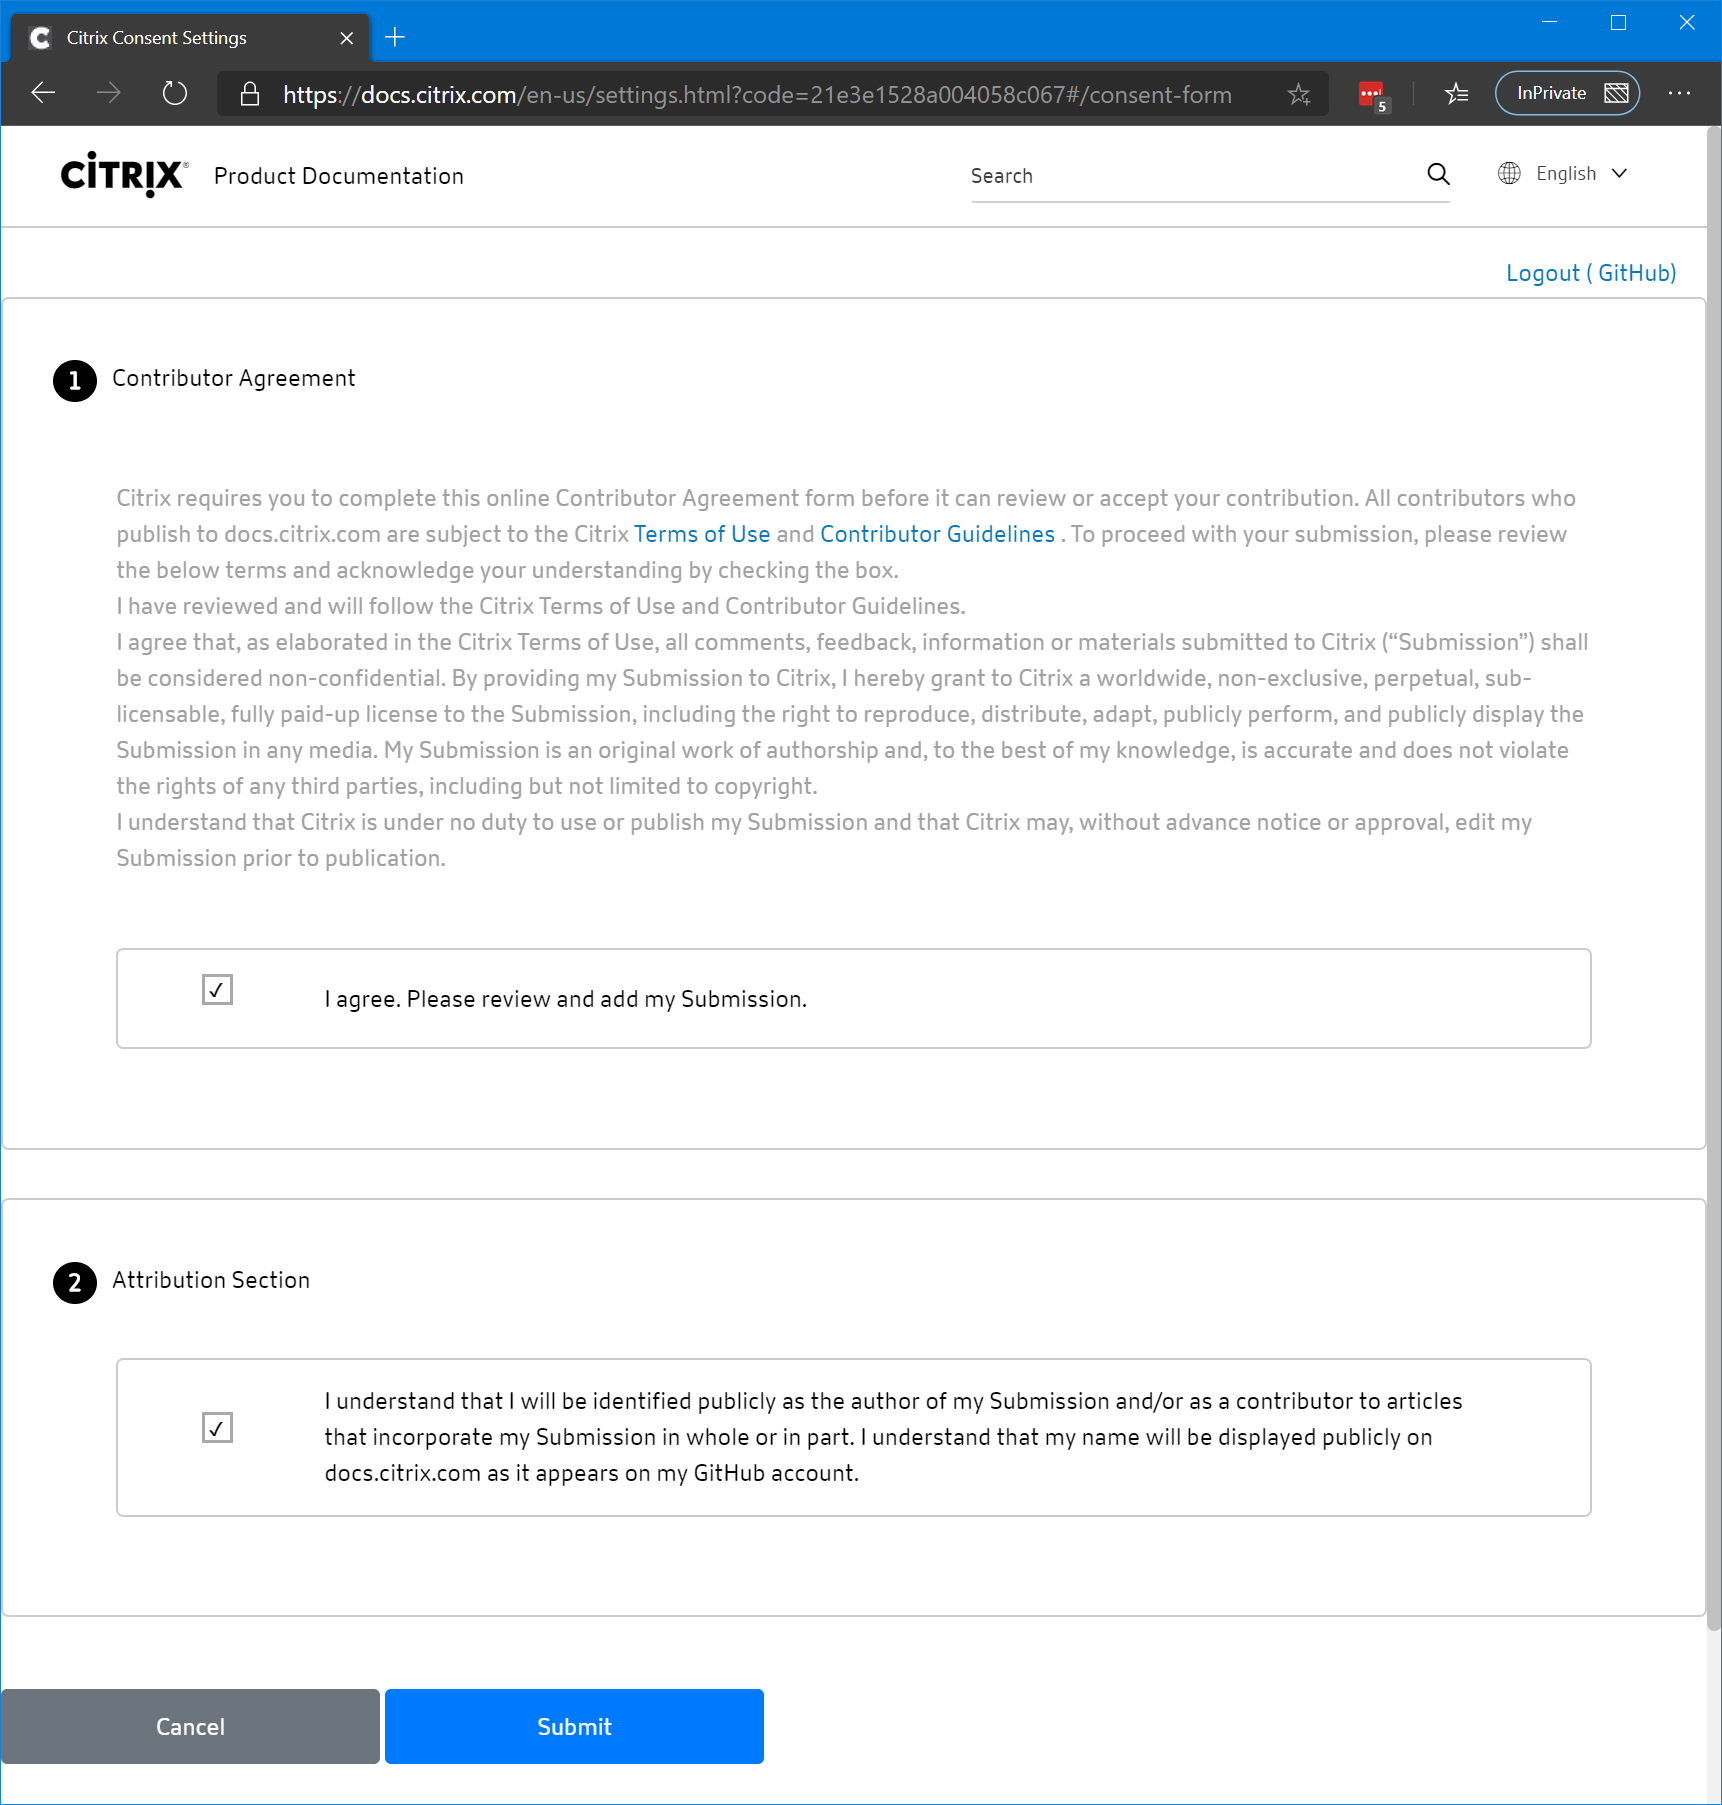 Citrix Consent Settings
https://docs.citrix.com/en-us/settings.html?code=21e3e1528a004058c067#/consent-form
5
InPrivate
CITRIX®
Product Documentation
Search
English
Logout ( GitHub)
1 Contributor Agreement
Citrix requires you to complete this online Contributor Agreement form before it can review or accept your contribution. All contributors who
publish to docs.citrix.com are subject to the Citrix Terms of Use and Contributor Guidelines . To proceed with your submission, please review
the below terms and acknowledge your understanding by checking the box.
I have reviewed and will follow the Citrix Terms of Use and Contributor Guidelines.
I agree that, as elaborated in the Citrix Terms of Use, all comments, feedback, information or materials submitted to Citrix (“Submission”) shall
be considered non-confidential. By providing my Submission to Citrix, I hereby grant to Citrix a worldwide, non-exclusive, perpetual, sub-
licensable, fully paid-up license to the Submission, including the right to reproduce, distribute, adapt, publicly perform, and publicly display the
Submission in any media. My Submission is an original work of authorship and, to the best of my knowledge, is accurate and does not violate
the rights of any third parties, including but not limited to copyright.
I understand that Citrix is under no duty to use or publish my Submission and that Citrix may, without advance notice or approval, edit my
Submission prior to publication.
I agree. Please review and add my Submission.
2 Attribution Section
I understand that I will be identified publicly as the author of my Submission and/or as a contributor to articles
that incorporate my Submission in whole or in part. I understand that my name will be displayed publicly on
docs.citrix.com as it appears on my GitHub account.
Cancel
Submit